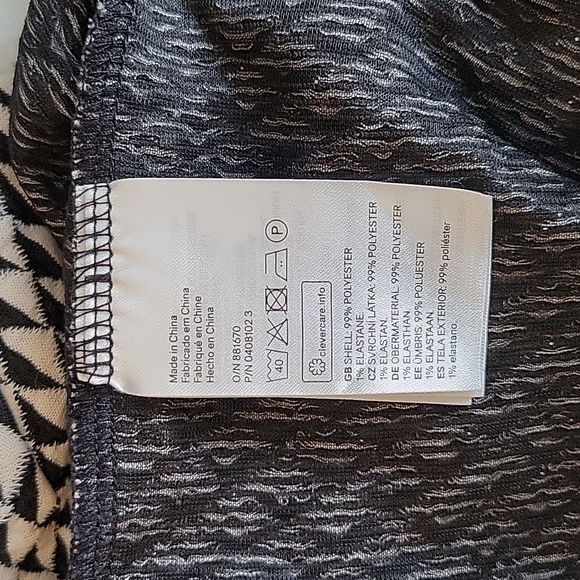 Made in China
Fabricado em China
Fabriqué en Chine
Hecho en China
O/N 881670
P/N 0408102 3
40
P
clevercare.info
GB SHELL: 99% POLYESTER
1% ELASTANE
CZ SVRCHNÍ LÁTKA: 99% POLYESTER
1% ELASTAN
DE OBERMATERIAL: 99% POLYESTER
1% ELASTHAN
EE ÜMBRIS: 99% POLÜESTER
1% ELASTAAN
ES TELA EXTERIOR: 99% poliéster
1% elastano.